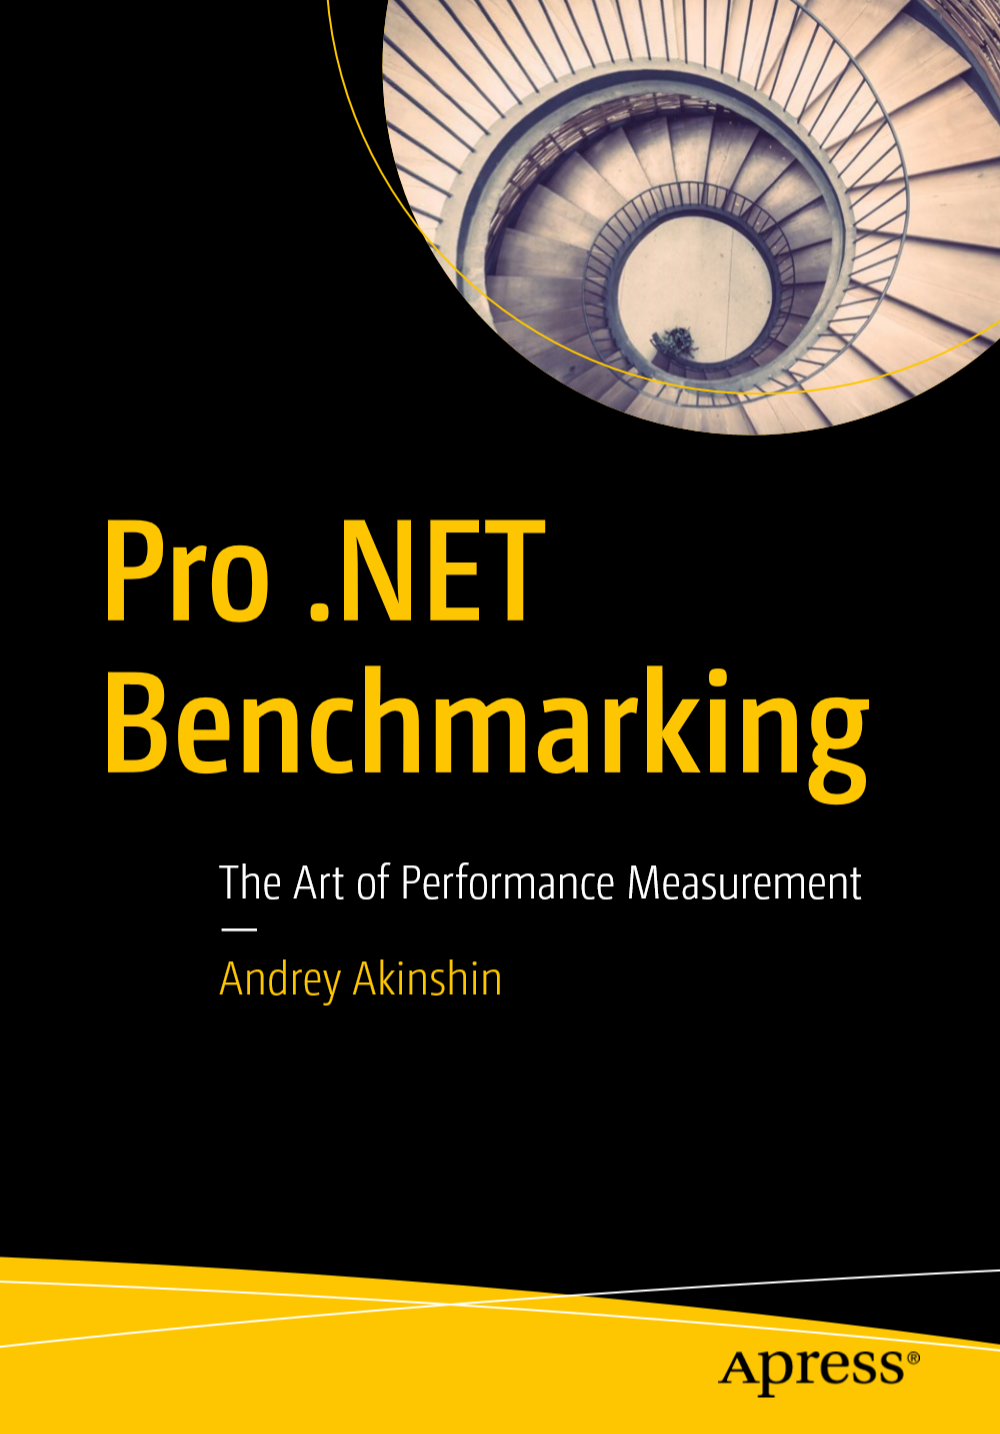 Pro .NET
Benchmarking
The Art of Performance Measurement
Andrey Akinshin
Apress®